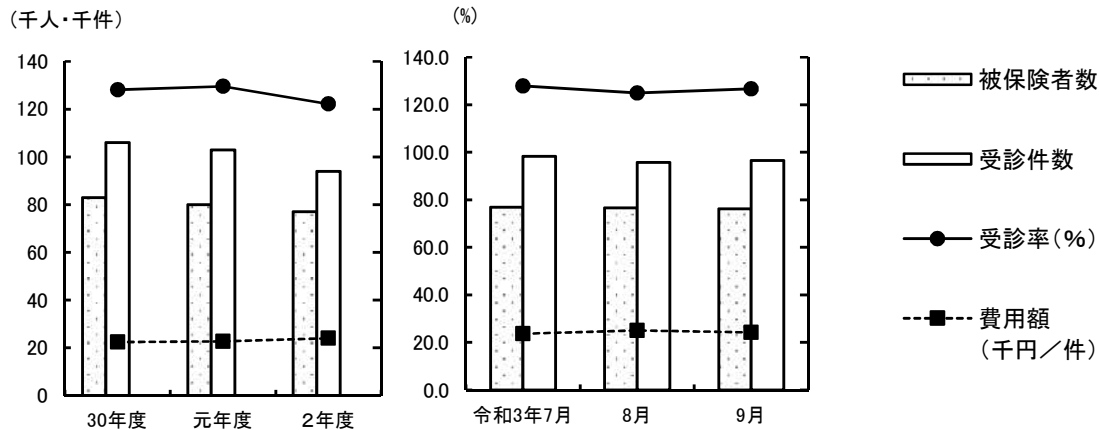 (千人・千件)
(%)
140
120
100
80
60
40
20
0
30年度
元年度
2年度
140.0
120.0
100.0
80.0
60.0
40.0
20.0
0.0
令和3年7月
8月
9月
被保険者数
受診件数
受診率(%)
費用額
(千円/件)